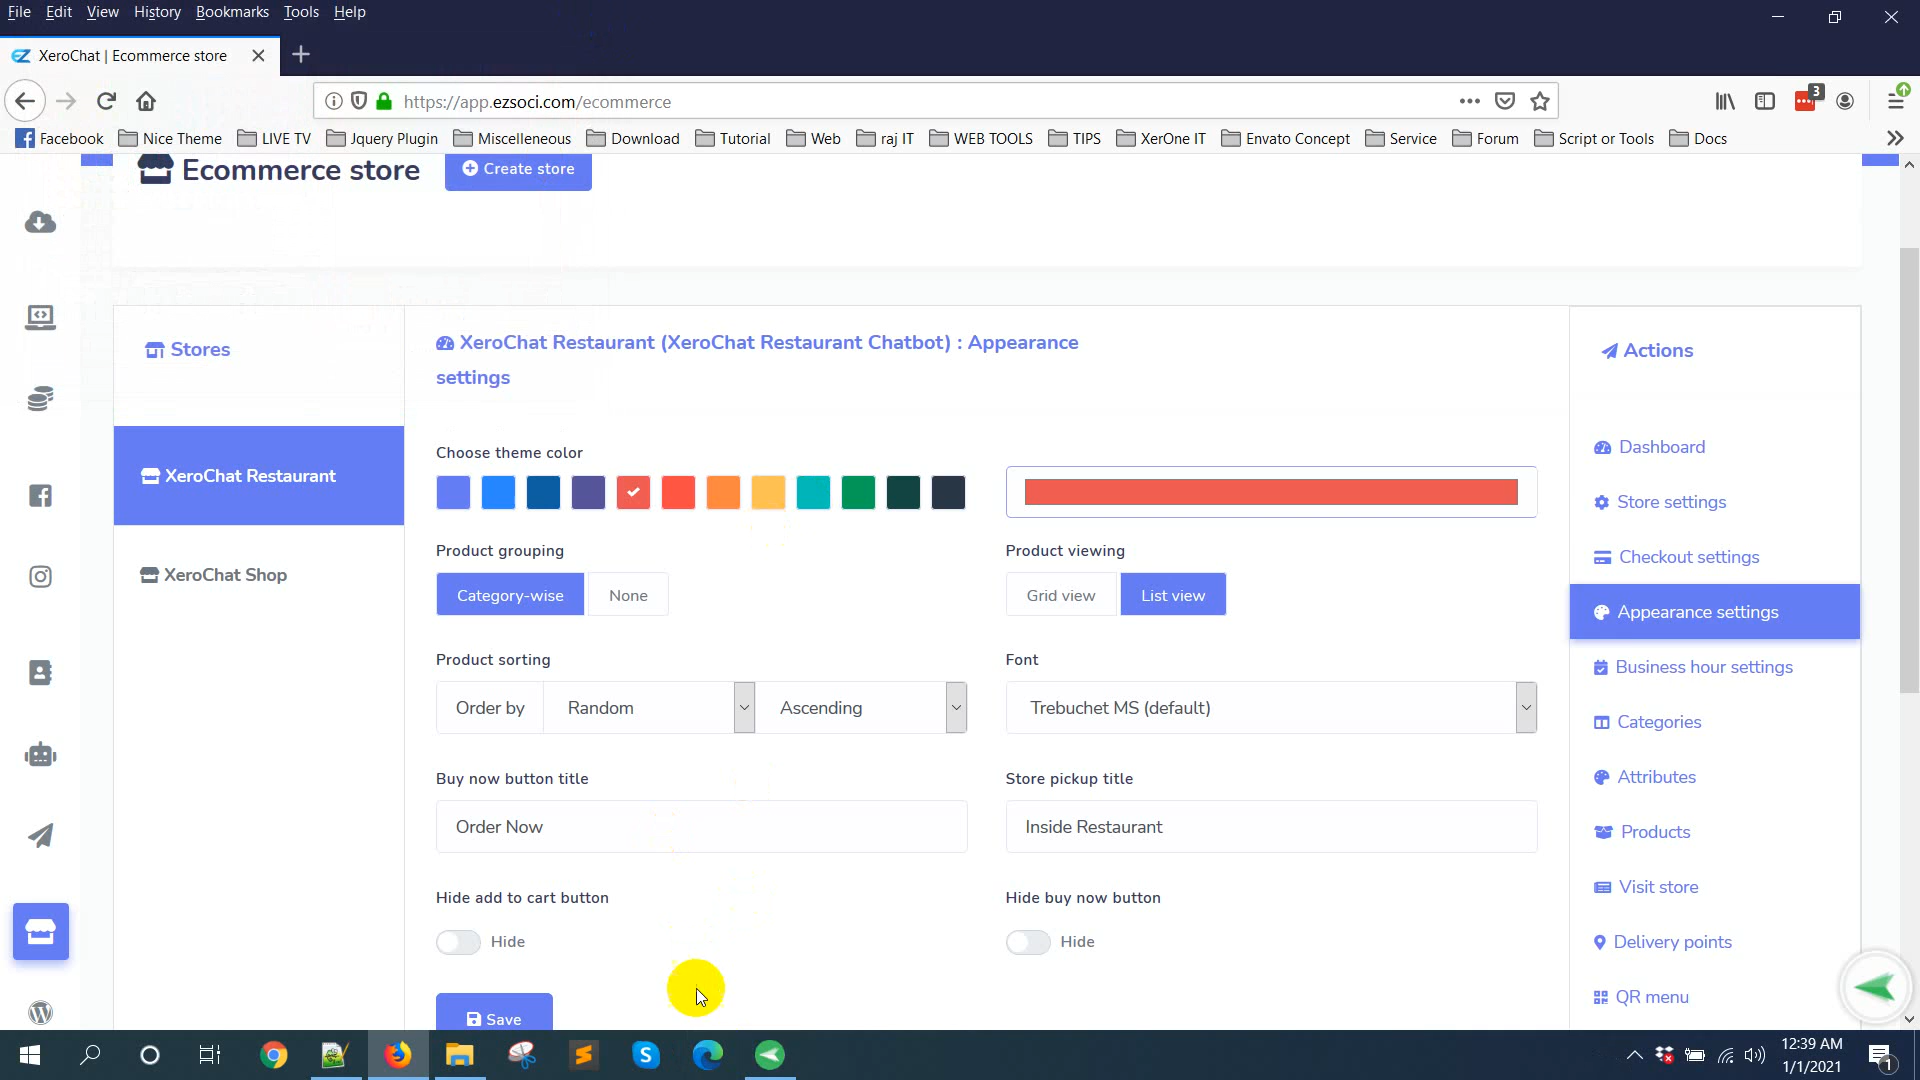 File Edit View History Bookmarks Tools Help
XeroChat | Ecommerce store
https://app.ezsoci.com/ecommerce
3
Facebook Nice Theme LIVE TV Jquery Plugin Miscelleneous Download Tutorial Web raj IT WEB TOOLS TIPS XerOne IT Envato Concept Service Forum Script or Tools Docs
Ecommerce store
Create store
Stores
XeroChat Restaurant
XeroChat Shop
XeroChat Restaurant (XeroChat Restaurant Chatbot) : Appearance
settings
Choose theme color
Product grouping
Product viewing
Category-wise None
Grid view List view
Product sorting
Font
Order by Random Ascending
Trebuchet MS (default)
Buy now button title
Store pickup title
Order Now
Inside Restaurant
Hide add to cart button
Hide buy now button
Hide
Hide
Save
Actions
Dashboard
Store settings
Checkout settings
Appearance settings
Business hour settings
Categories
Attributes
Products
Visit store
Delivery points
QR menu
12:39 AM
1/1/2021
1